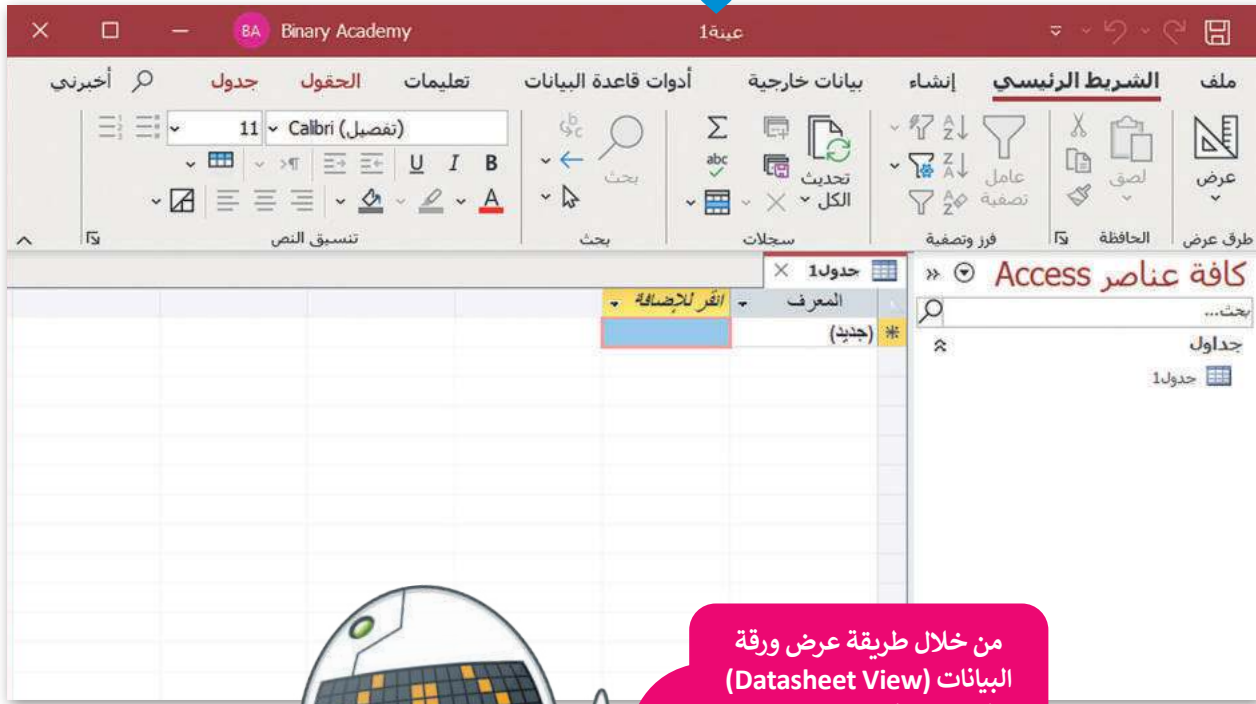 عينة1
Binary Academy
BA
ملف الشريط الرئيسي إنشاء بيانات خارجية أدوات قاعدة البيانات تعليمات الحقول جدول أخبرني
عرض
لصق
عامل تصفية
تحديث الكل
abc
بحث
Calibri (تفصيل) 11
B I U
A
طرق عرض الحافظة فرز وتصفية سجلات بحث تنسيق النص
كافة عناصر Access
بحث...
جداول
جدول1
جدول1
المعرف انقر للإضافة
(جديد)
من خلال طريقة عرض ورقة
البيانات (Datasheet View)